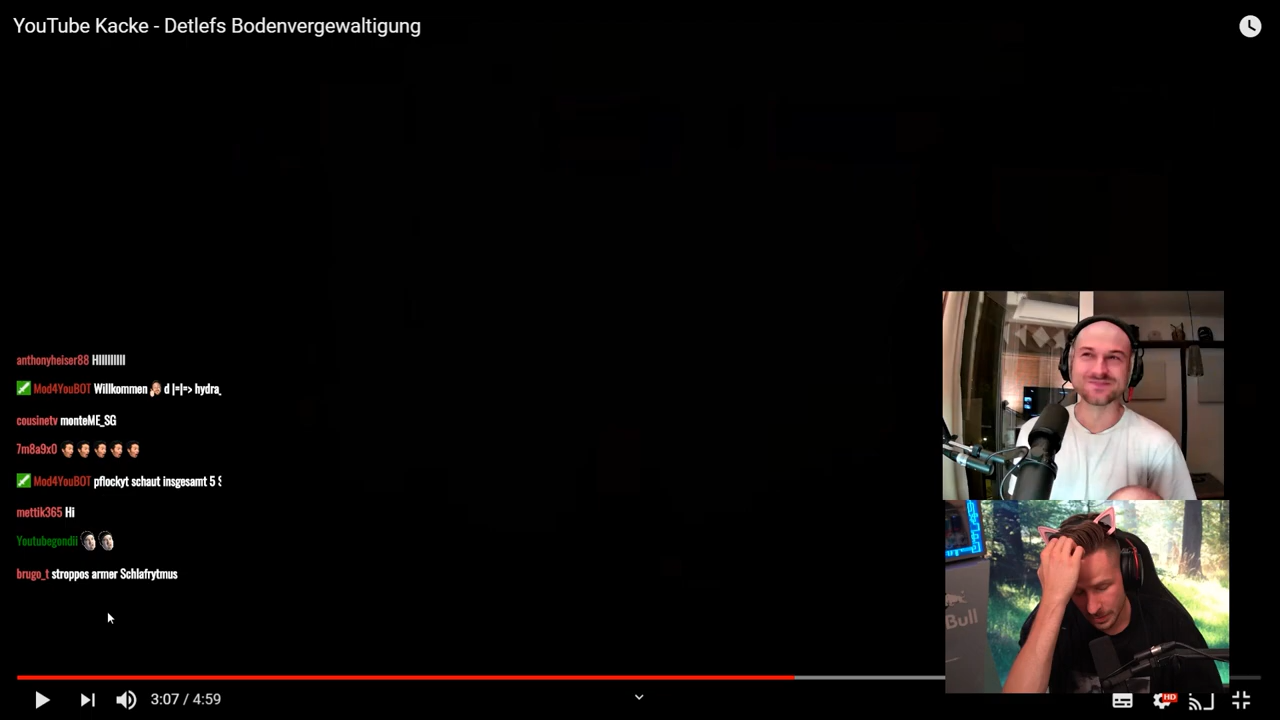 YouTube Kacke - Detlefs Bodenvergewaltigung
anthonyheiser88 HIIIIIIIII
Mod4YouBOT Willkommen d |=|=> hydra_
cousinetv monteME_SG
7m8a9x0
Mod4YouBOT pflockyt schaut insgesamt 5
mettik365 Hi
Youtubegondii
brugo_t stroppos armer Schlafrytmus
Bull
3:07 / 4:59
HD